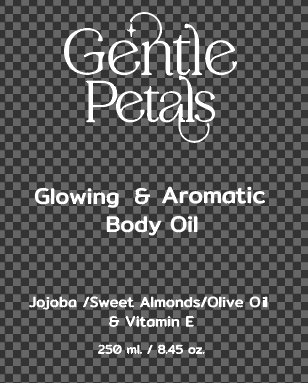 Gentle
Petals
Glowing & Aromatic
Body Oil
Jojoba /Sweet Almonds/Olive Oil
& Vitamin E
250 ml. / 8.45 oz.